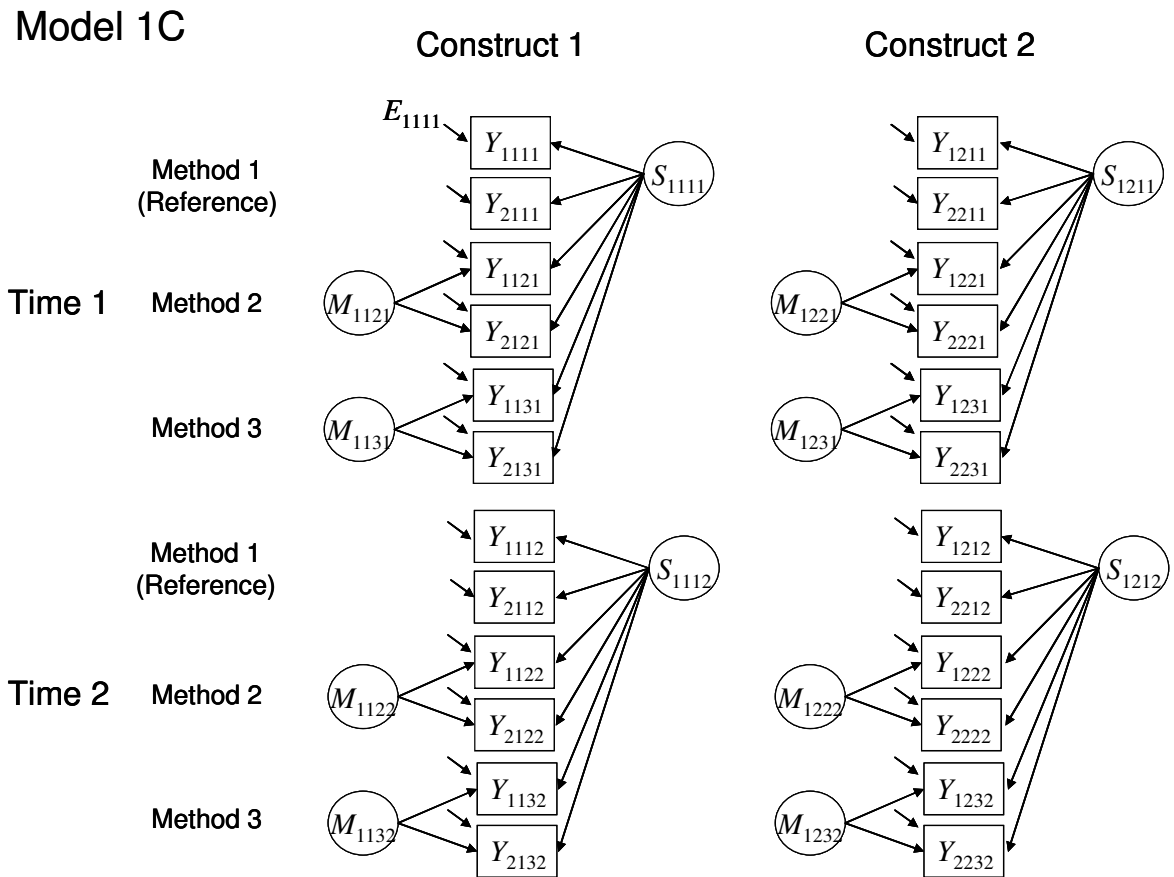 Model 1C
Construct 1 Construct 2
E1111
Y1111 Y1211
Method 1
(Reference)
S1111 S1211
Y2111 Y2211
Y1121 Y1221
Time 1 Method 2 M1121 M1221
Y2121 Y2221
Y1131 Y1231
Method 3 M1131 M1231
Y2131 Y2231
Y1112 Y1212
Method 1
(Reference)
S1112 S1212
Y2112 Y2212
Y1122 Y1222
Time 2 Method 2 M1122 M1222
Y2122 Y2222
Y1132 Y1232
Method 3 M1132 M1232
Y2132 Y2232